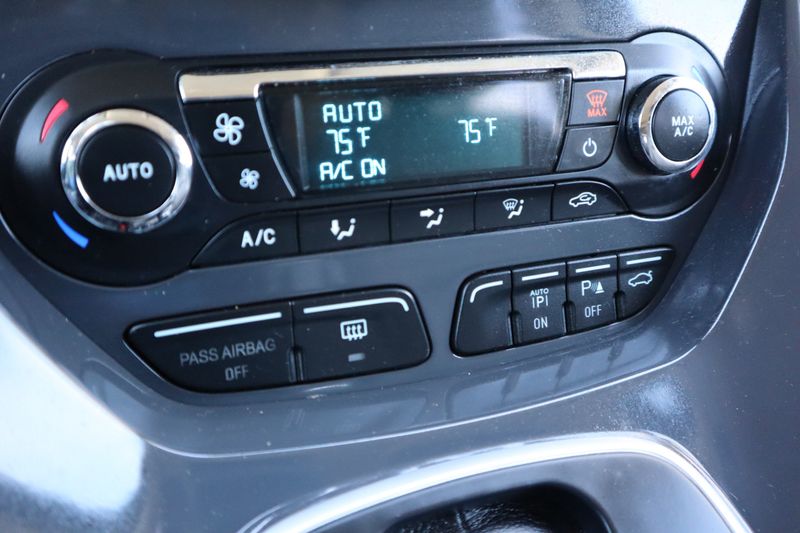 AUTO
75°F 75°F
A/C ON
MAX
AUTO
MAX
A/C
A/C
AUTO
P
ON
P
OFF
PASS AIRBAG
OFF